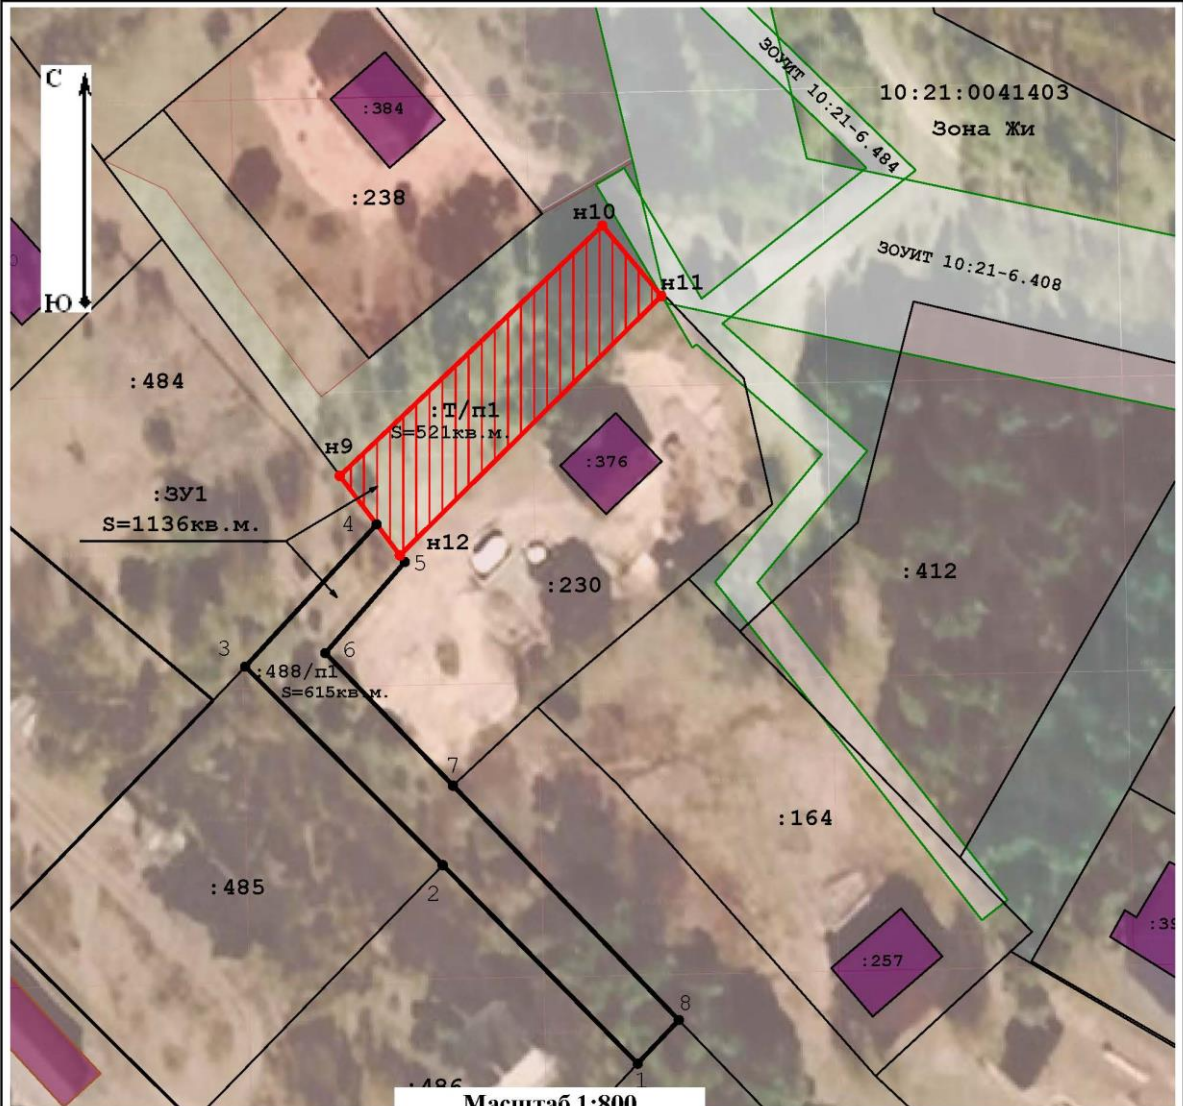 С
Ю
:384
:238
ЗОУИТ 10:21-6.484
10:21:0041403
Зона Жи
н10
н11
ЗОУИТ 10:21-6.408
:484
:Т/п1
S=521кв.м.
н9
:376
:ЗУ1
S=1136кв.м.
4
н12
5
:230
:412
3
6
:488/п1
S=615кв.м.
7
:164
:485
2
:257
8
1
:486
Масштаб 1:800